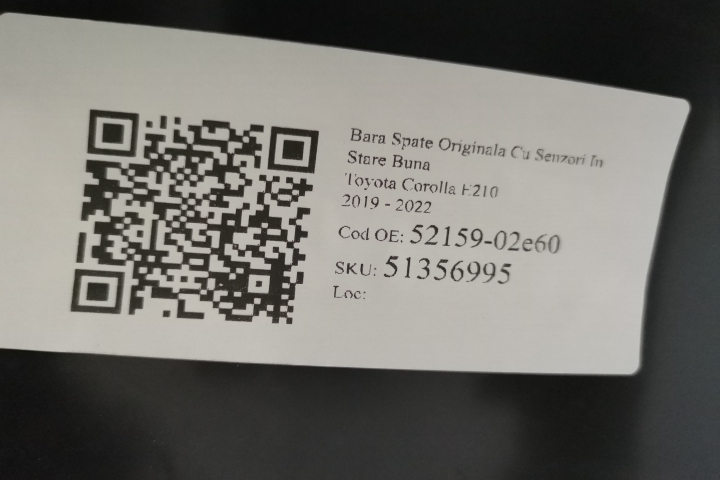 Bara Spate Originala Cu Senzori In
Stare Buna
Toyota Corolla E210
2019 - 2022
Cod OE: 52159-02e60
SKU: 51356995
Loc: